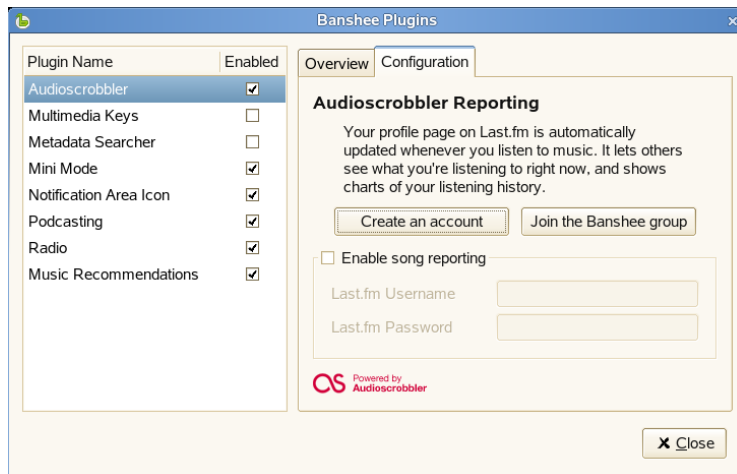 Banshee Plugins
Plugin Name Enabled
Audioscrobbler
Multimedia Keys
Metadata Searcher
Mini Mode
Notification Area Icon
Podcasting
Radio
Music Recommendations
Overview Configuration
Audioscrobbler Reporting
Your profile page on Last.fm is automatically
updated whenever you listen to music. It lets others
see what you're listening to right now, and shows
charts of your listening history.
Create an account Join the Banshee group
Enable song reporting
Last.fm Username
Last.fm Password
as Powered by
Audioscrobbler
Close